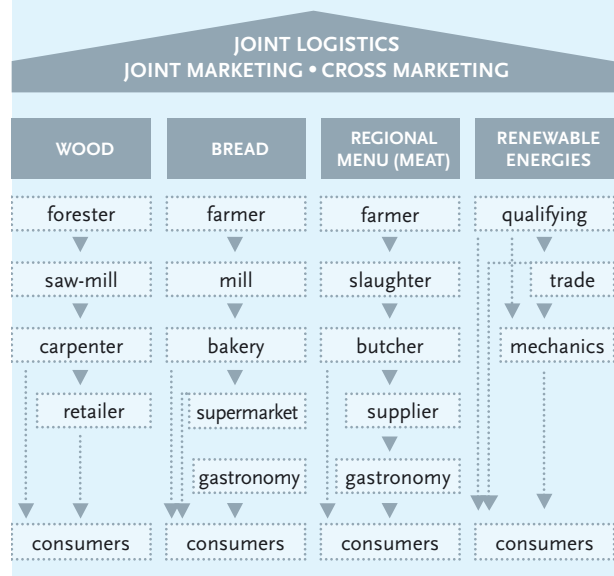 JOINT LOGISTICS
JOINT MARKETING • CROSS MARKETING
WOOD
forester
saw-mill
carpenter
retailer
consumers
BREAD
farmer
mill
bakery
supermarket
gastronomy
consumers
REGIONAL
MENU (MEAT)
farmer
slaughter
butcher
supplier
gastronomy
consumers
RENEWABLE
ENERGIES
qualifying
trade
mechanics
consumers